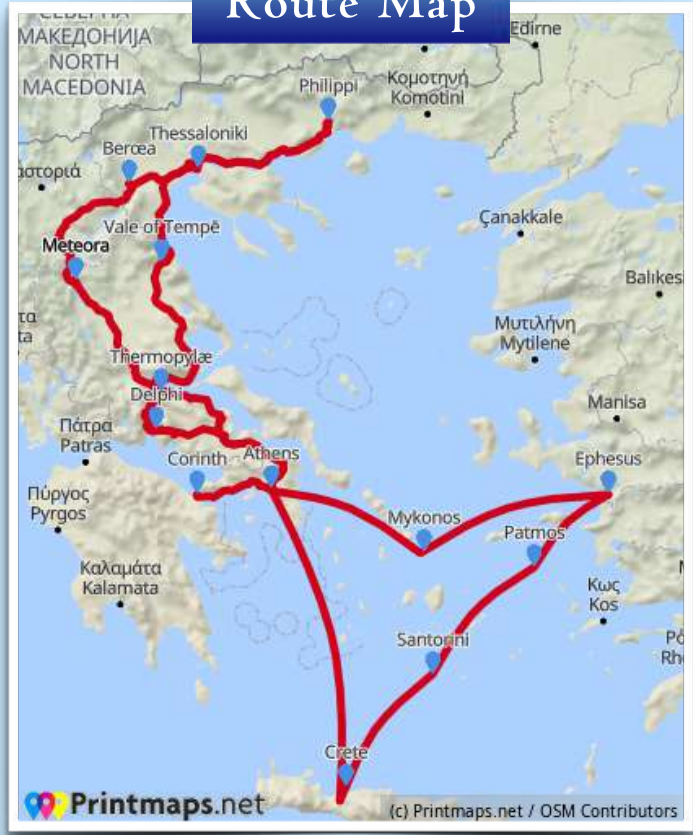 Route Map
СЕВЕРНА
МАКЕДОНИЈА
NORTH
MACEDONIA
Edirne
Philippi
Κομοτηνή
Komotini
Thessaloniki
Berœa
Çanakkale
Vale of Tempē
Meteora
Balıkes
Μυτιλήνη
Mytilene
Thermopylæ
Delphi
Manisa
Πάτρα
Patras
Corinth
Athens
Ephesus
Πύργος
Pyrgos
Mykonos
Patmos
Καλαμάτα
Kalamata
Κως
Kos
Santorini
Crete
Printmaps.net
(c) Printmaps.net / OSM Contributors